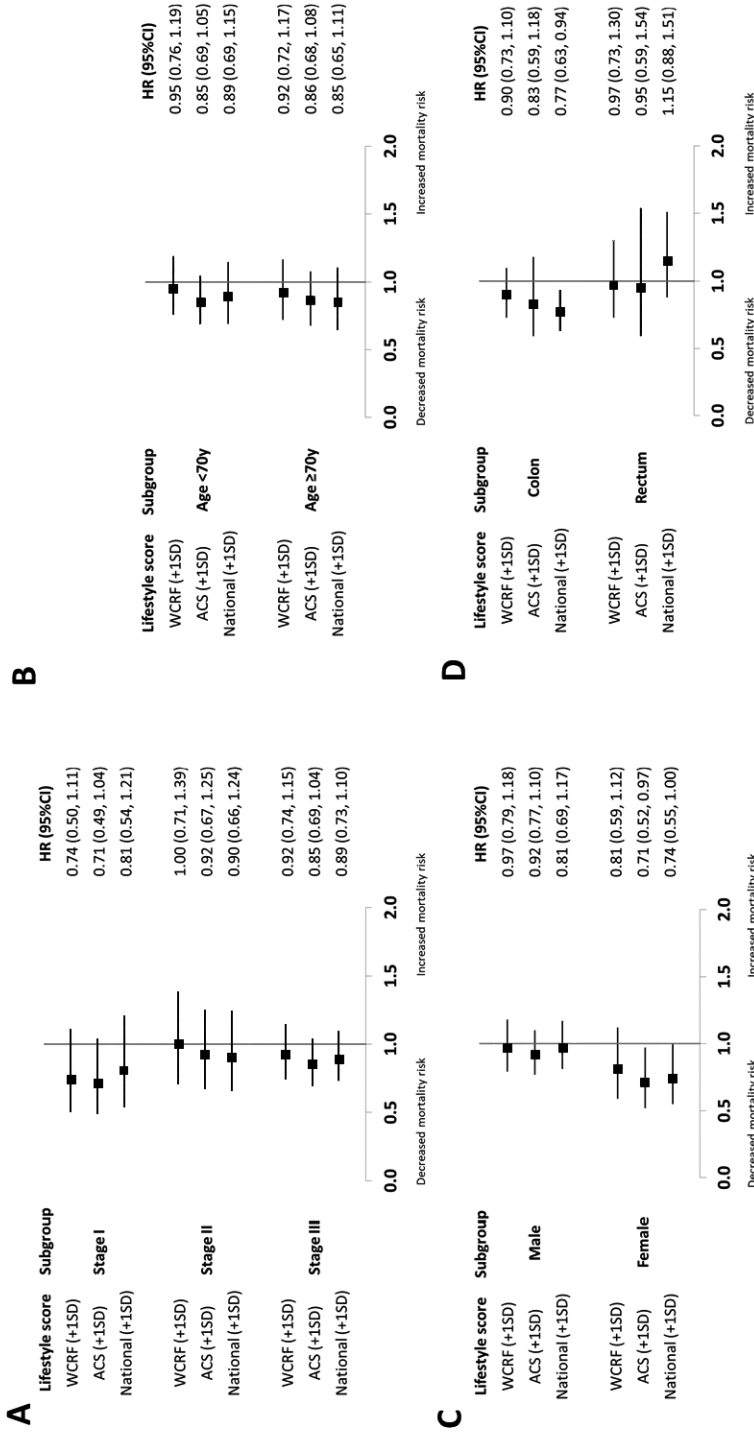 A
Lifestyle score Subgroup HR (95%CI)
WCRF (+1SD) 0.74 (0.50, 1.11)
ACS (+1SD) Stage I 0.71 (0.49, 1.04)
National (+1SD) 0.81 (0.54, 1.21)
WCRF (+1SD) 1.00 (0.71, 1.39)
ACS (+1SD) Stage II 0.92 (0.67, 1.25)
National (+1SD) 0.90 (0.66, 1.24)
WCRF (+1SD) 0.92 (0.74, 1.15)
ACS (+1SD) Stage III 0.85 (0.69, 1.04)
National (+1SD) 0.89 (0.73, 1.10)
0.0 0.5 1.0 1.5 2.0
Decreased mortality risk Increased mortality risk
B
Lifestyle score Subgroup HR (95%CI)
WCRF (+1SD) 0.95 (0.76, 1.19)
ACS (+1SD) Age <70y 0.85 (0.69, 1.05)
National (+1SD) 0.89 (0.69, 1.15)
WCRF (+1SD) 0.92 (0.72, 1.17)
ACS (+1SD) Age ≥70y 0.86 (0.68, 1.08)
National (+1SD) 0.85 (0.65, 1.11)
0.0 0.5 1.0 1.5 2.0
Decreased mortality risk Increased mortality risk
C
Lifestyle score Subgroup HR (95%CI)
WCRF (+1SD) 0.97 (0.79, 1.18)
ACS (+1SD) Male 0.92 (0.77, 1.10)
National (+1SD) 0.81 (0.69, 1.17)
WCRF (+1SD) 0.81 (0.59, 1.12)
ACS (+1SD) Female 0.71 (0.52, 0.97)
National (+1SD) 0.74 (0.55, 1.00)
0.0 0.5 1.0 1.5 2.0
Decreased mortality risk Increased mortality risk
D
Lifestyle score Subgroup HR (95%CI)
WCRF (+1SD) 0.90 (0.73, 1.10)
ACS (+1SD) Colon 0.83 (0.59, 1.18)
National (+1SD) 0.77 (0.63, 0.94)
WCRF (+1SD) 0.97 (0.73, 1.30)
ACS (+1SD) Rectum 0.95 (0.59, 1.54)
National (+1SD) 1.15 (0.88, 1.51)
0.0 0.5 1.0 1.5 2.0
Decreased mortality risk Increased mortality risk